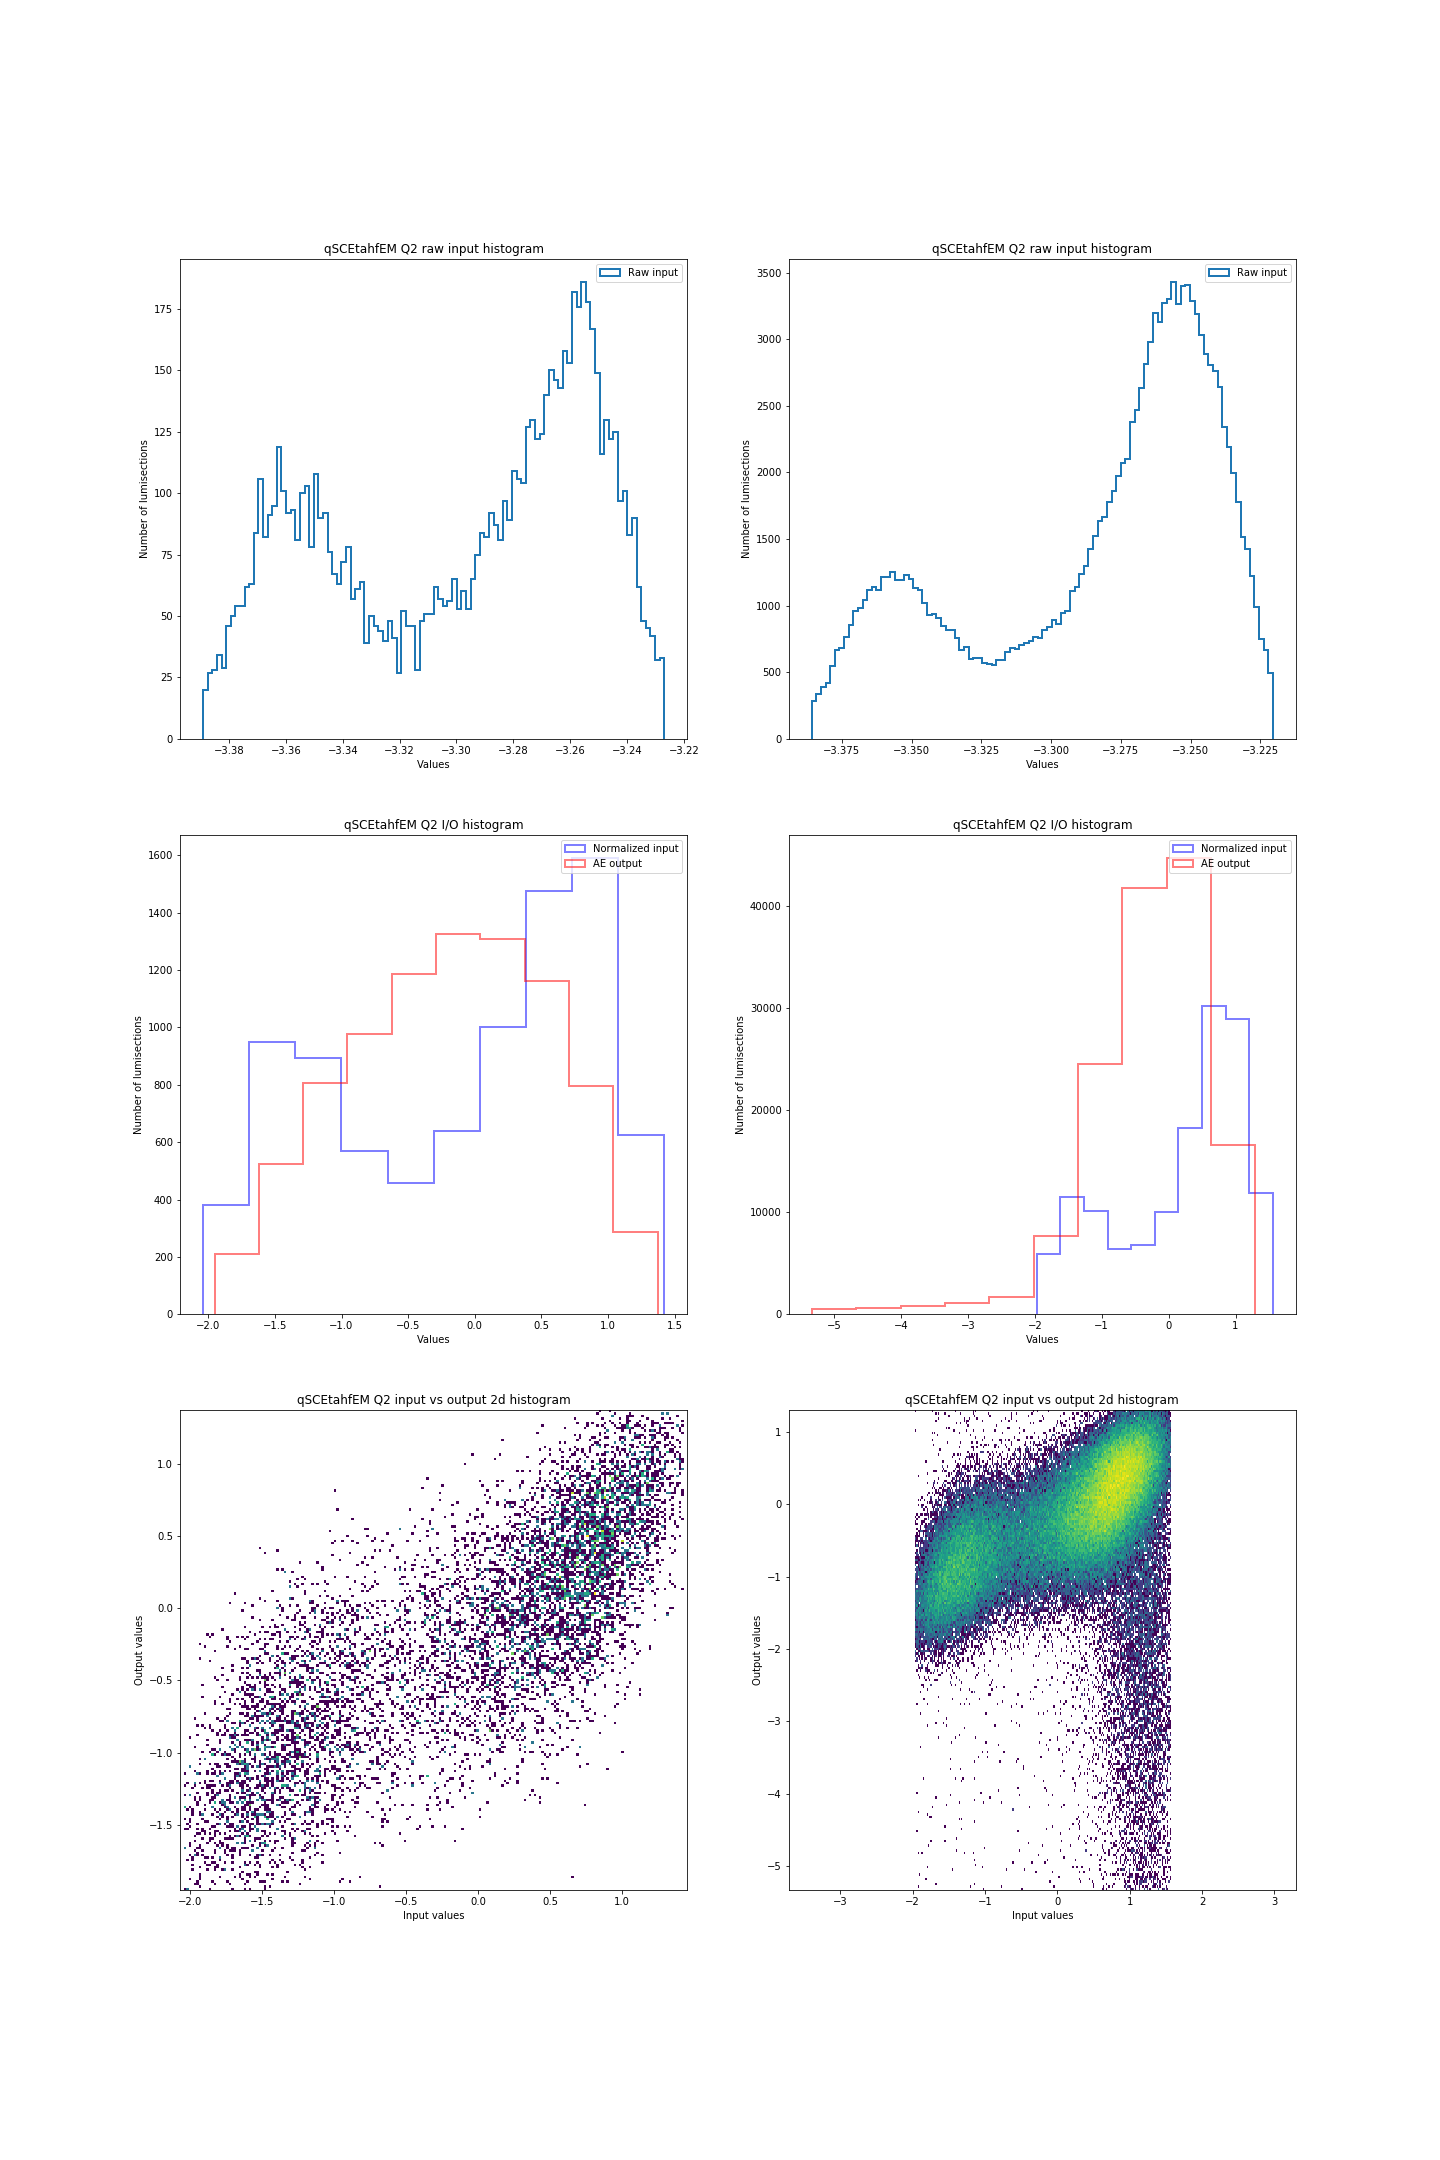 qSCEtahfEM Q2 raw input histogram
Raw input
Number of lumisections
175
150
125
100
75
50
25
0
−3.38 −3.36 −3.34 −3.32 −3.30 −3.28 −3.26 −3.24 −3.22
Values
qSCEtahfEM Q2 raw input histogram
Raw input
Number of lumisections
3500
3000
2500
2000
1500
1000
500
0
−3.375 −3.350 −3.325 −3.300 −3.275 −3.250 −3.225
Values
qSCEtahfEM Q2 I/O histogram
Normalized input
AE output
Number of lumisections
1600
1400
1200
1000
800
600
400
200
0
−2.0 −1.5 −1.0 −0.5 0.0 0.5 1.0 1.5
Values
qSCEtahfEM Q2 I/O histogram
Normalized input
AE output
Number of lumisections
40000
30000
20000
10000
0
−5 −4 −3 −2 −1 0 1
Values
qSCEtahfEM Q2 input vs output 2d histogram
Output values
1.0
0.5
0.0
−0.5
−1.0
−1.5
−2.0 −1.5 −1.0 −0.5 0.0 0.5 1.0
Input values
qSCEtahfEM Q2 input vs output 2d histogram
Output values
1
0
−1
−2
−3
−4
−5
−3 −2 −1 0 1 2 3
Input values